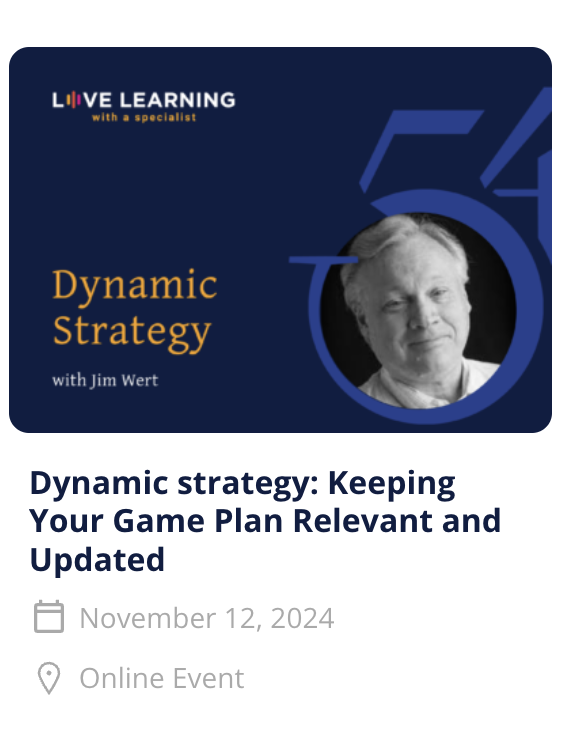 LOVE LEARNING
with a specialist
Dynamic
Strategy
with Jim Wert
Dynamic strategy: Keeping
Your Game Plan Relevant and
Updated
November 12, 2024
Online Event